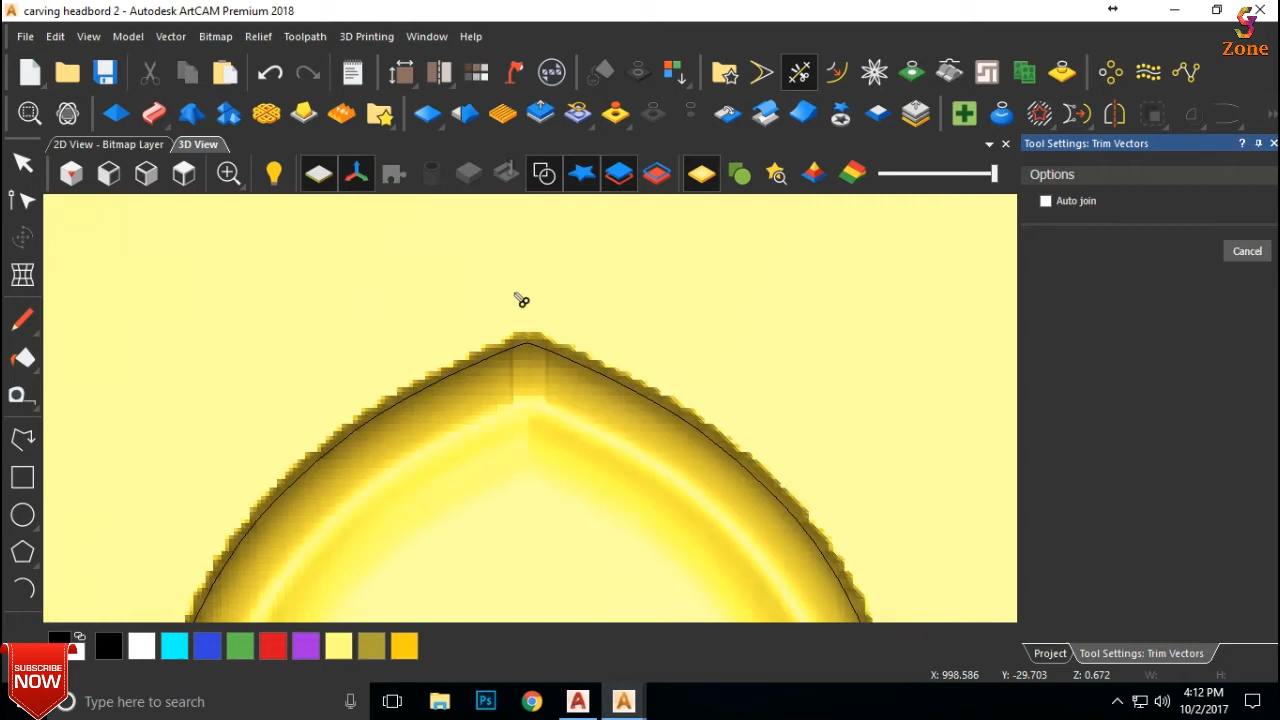 carving headbord 2 - Autodesk ArtCAM Premium 2018
File Edit View Model Vector Bitmap Relief Toolpath 3D Printing Window Help
Zone
2D View - Bitmap Layer 3D View
Tool Settings: Trim Vectors
Options
Auto join
Cancel
Project Tool Settings: Trim Vectors
X: 998.586 Y: -29.703 Z: 0.672 W: H:
SUBSCRIBE
NOW
Type here to search
4:12 PM
10/2/2017